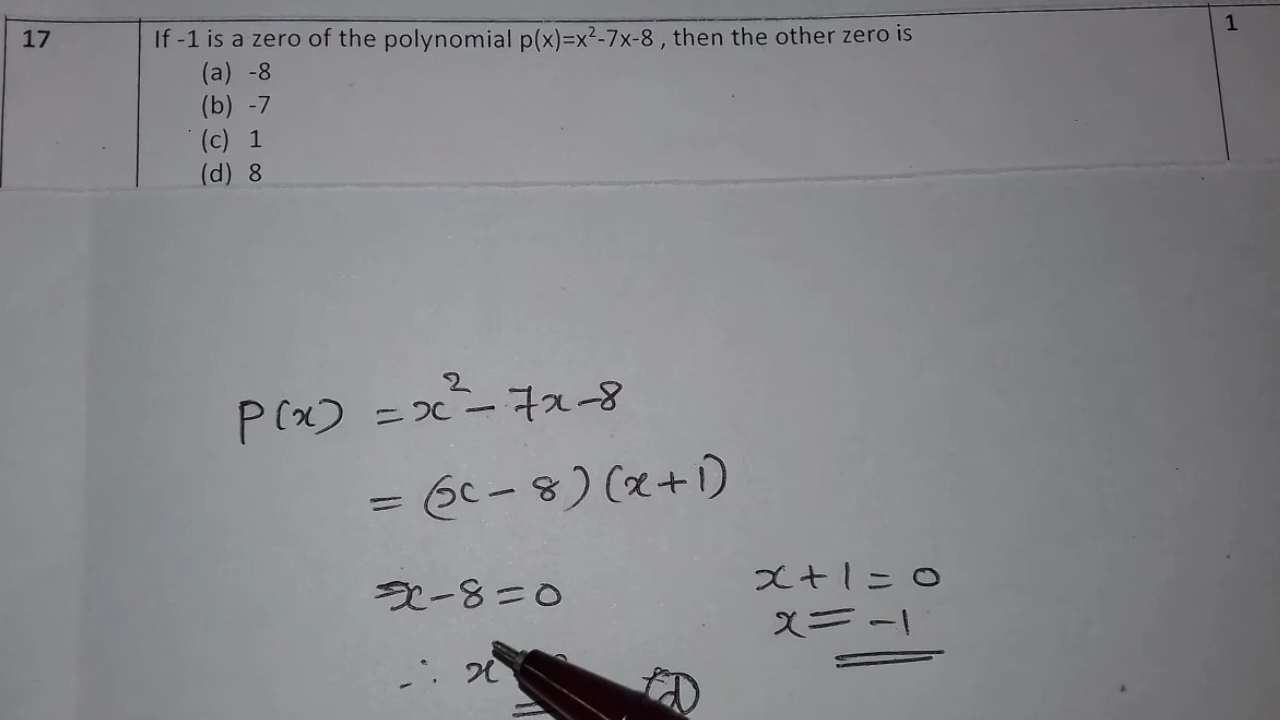 17 If -1 is a zero of the polynomial p(x)=x²-7x-8 , then the other zero is 1
(a) -8
(b) -7
(c) 1
(d) 8
P(x) = x² - 7x - 8
= (x - 8) (x + 1)
x - 8 = 0 x + 1 = 0
x = -1
∴ x (d)